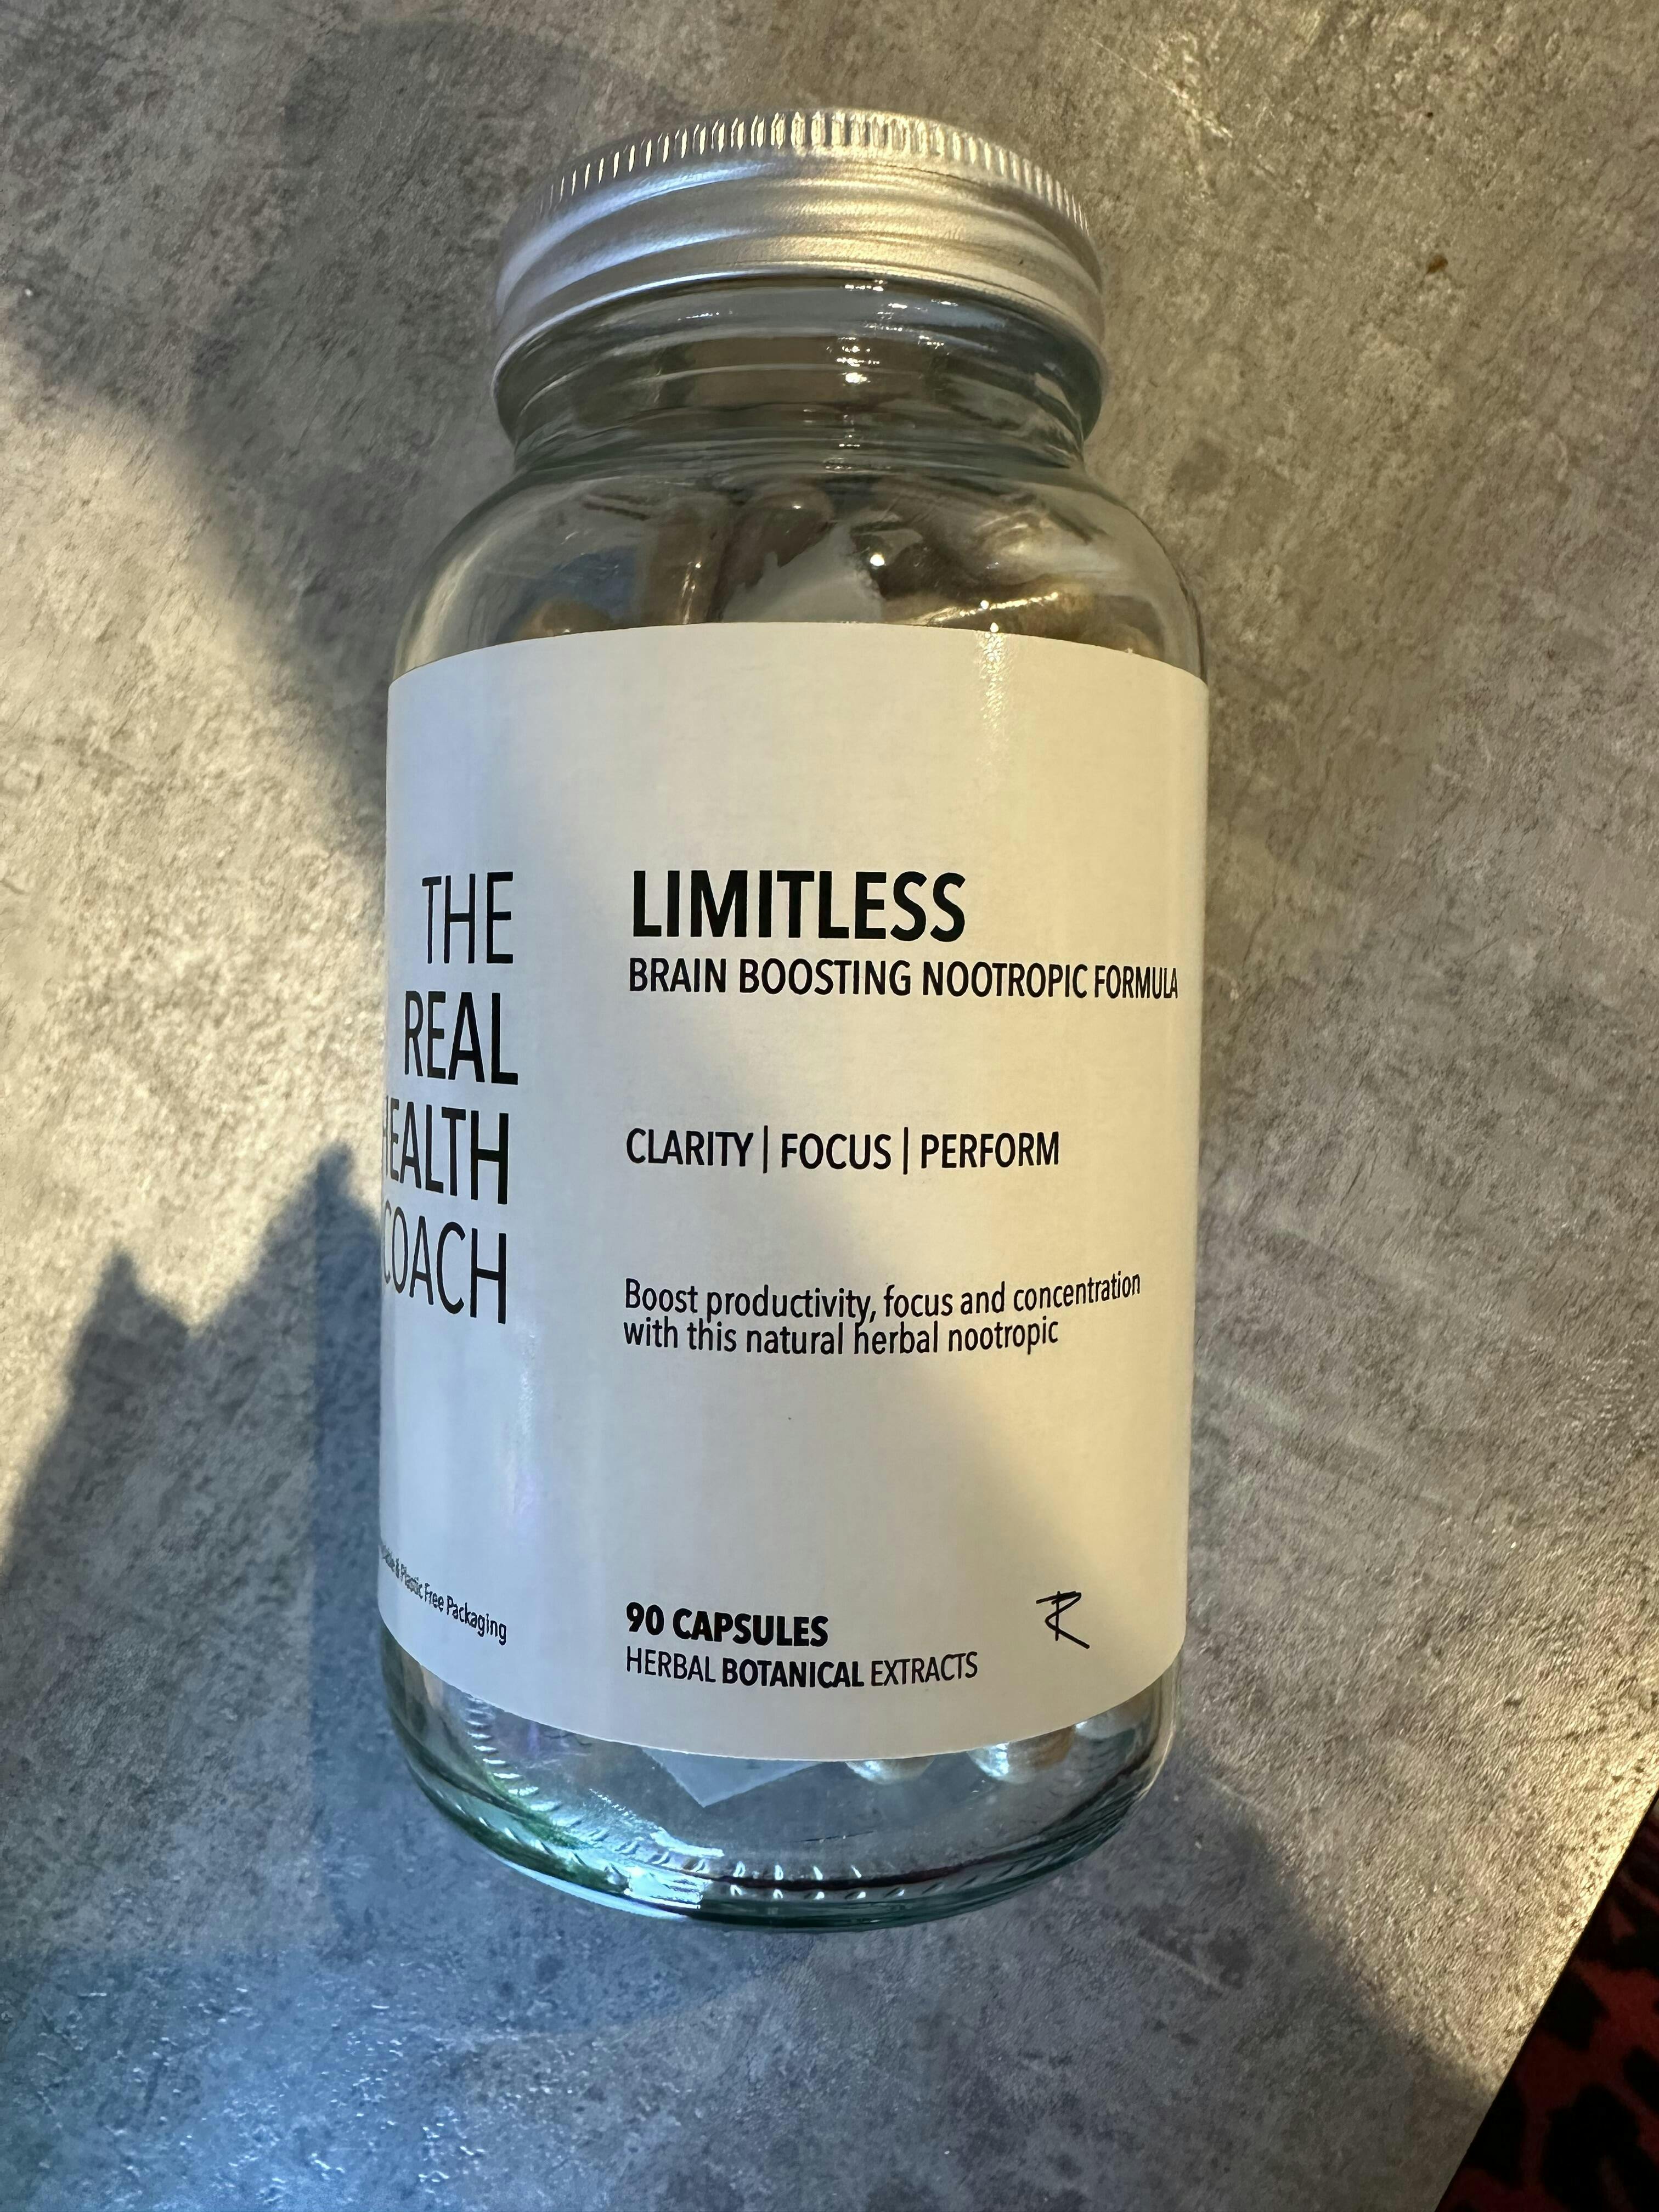 THE
REAL
HEALTH
COACH
& Plastic Free Packaging
LIMITLESS
BRAIN BOOSTING NOOTROPIC FORMULA
CLARITY | FOCUS | PERFORM
Boost productivity, focus and concentration
with this natural herbal nootropic
90 CAPSULES
HERBAL BOTANICAL EXTRACTS